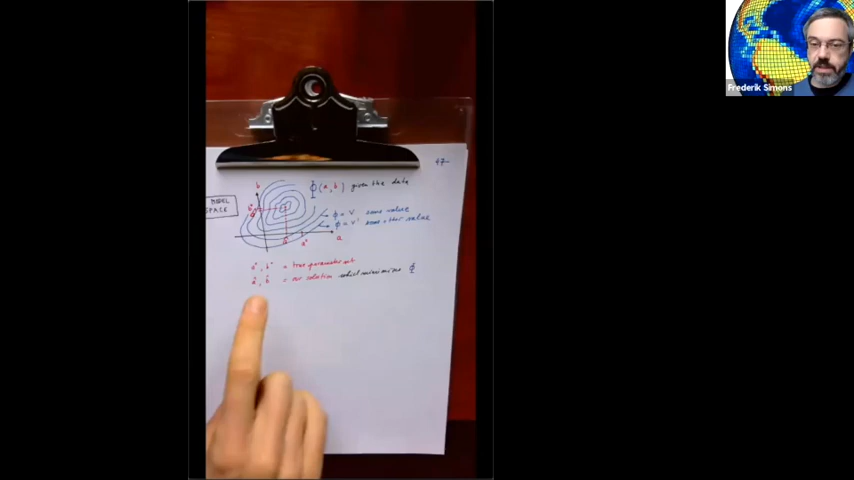 47-
b
Φ(a, b) given the data
MODEL
SPACE
Φ = V some value
Φ = V' some other value
a
a*
a*, b* = true parameter set
â, b̂ = our solution which minimizes Φ
Frederik Simons